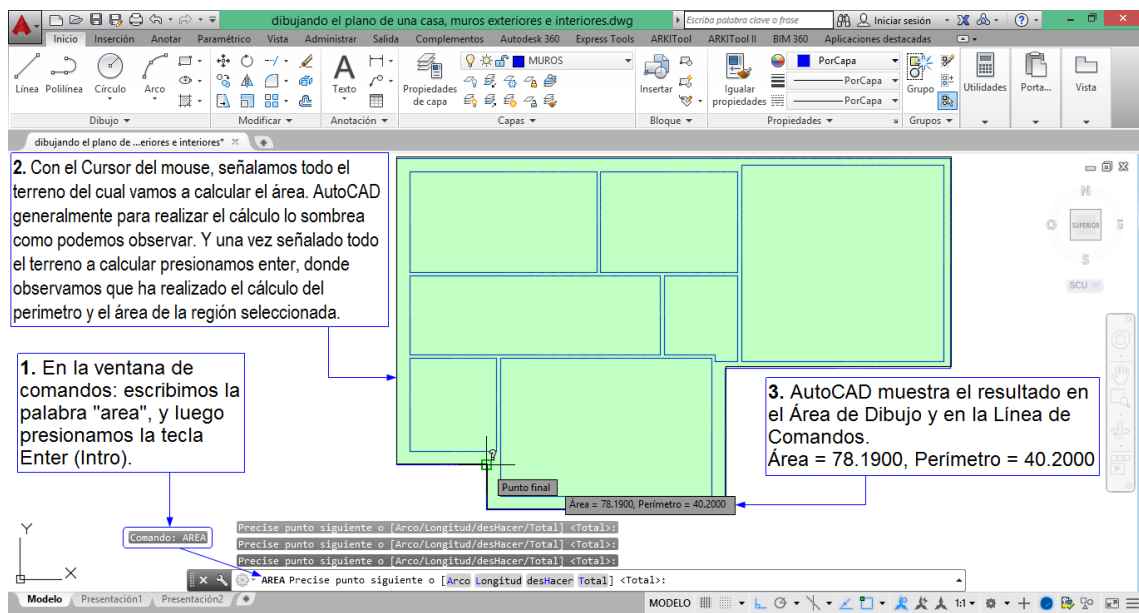 dibujando el plano de una casa, muros exteriores e interiores.dwg
Escriba palabra clave o frase
Iniciar sesión
Inicio Inserción Anotar Paramétrico Vista Administrar Salida Complementos Autodesk 360 Express Tools ARKITool ARKITool II BIM 360 Aplicaciones destacadas
Línea Polilínea Círculo Arco
Texto
Propiedades de capa
MUROS
Insertar
Igualar propiedades
PorCapa
PorCapa
PorCapa
Grupo
Utilidades
Porta...
Vista
Dibujo Modificar Anotación Capas Bloque Propiedades Grupos
dibujando el plano de ...eriores e interiores*
2. Con el Cursor del mouse, señalamos todo el
terreno del cual vamos a calcular el área. AutoCAD
generalmente para realizar el cálculo lo sombrea
como podemos observar. Y una vez señalado todo
el terreno a calcular presionamos enter, donde
observamos que ha realizado el cálculo del
perimetro y el área de la región seleccionada.
N
SUPERIOR
E
O
S
SCU
1. En la ventana de
comandos: escribimos la
palabra "area", y luego
presionamos la tecla
Enter (Intro).
3. AutoCAD muestra el resultado en
el Área de Dibujo y en la Línea de
Comandos.
Área = 78.1900, Perímetro = 40.2000
Punto final
Área = 78.1900, Perímetro = 40.2000
Y
X
Comando: AREA
Precise punto siguiente o [Arco/Longitud/desHacer/Total] <Total>:
Precise punto siguiente o [Arco/Longitud/desHacer/Total] <Total>:
Precise punto siguiente o [Arco/Longitud/desHacer/Total] <Total>:
AREA Precise punto siguiente o [Arco Longitud desHacer Total] <Total>:
Modelo Presentación1 Presentación2
MODELO
1:1